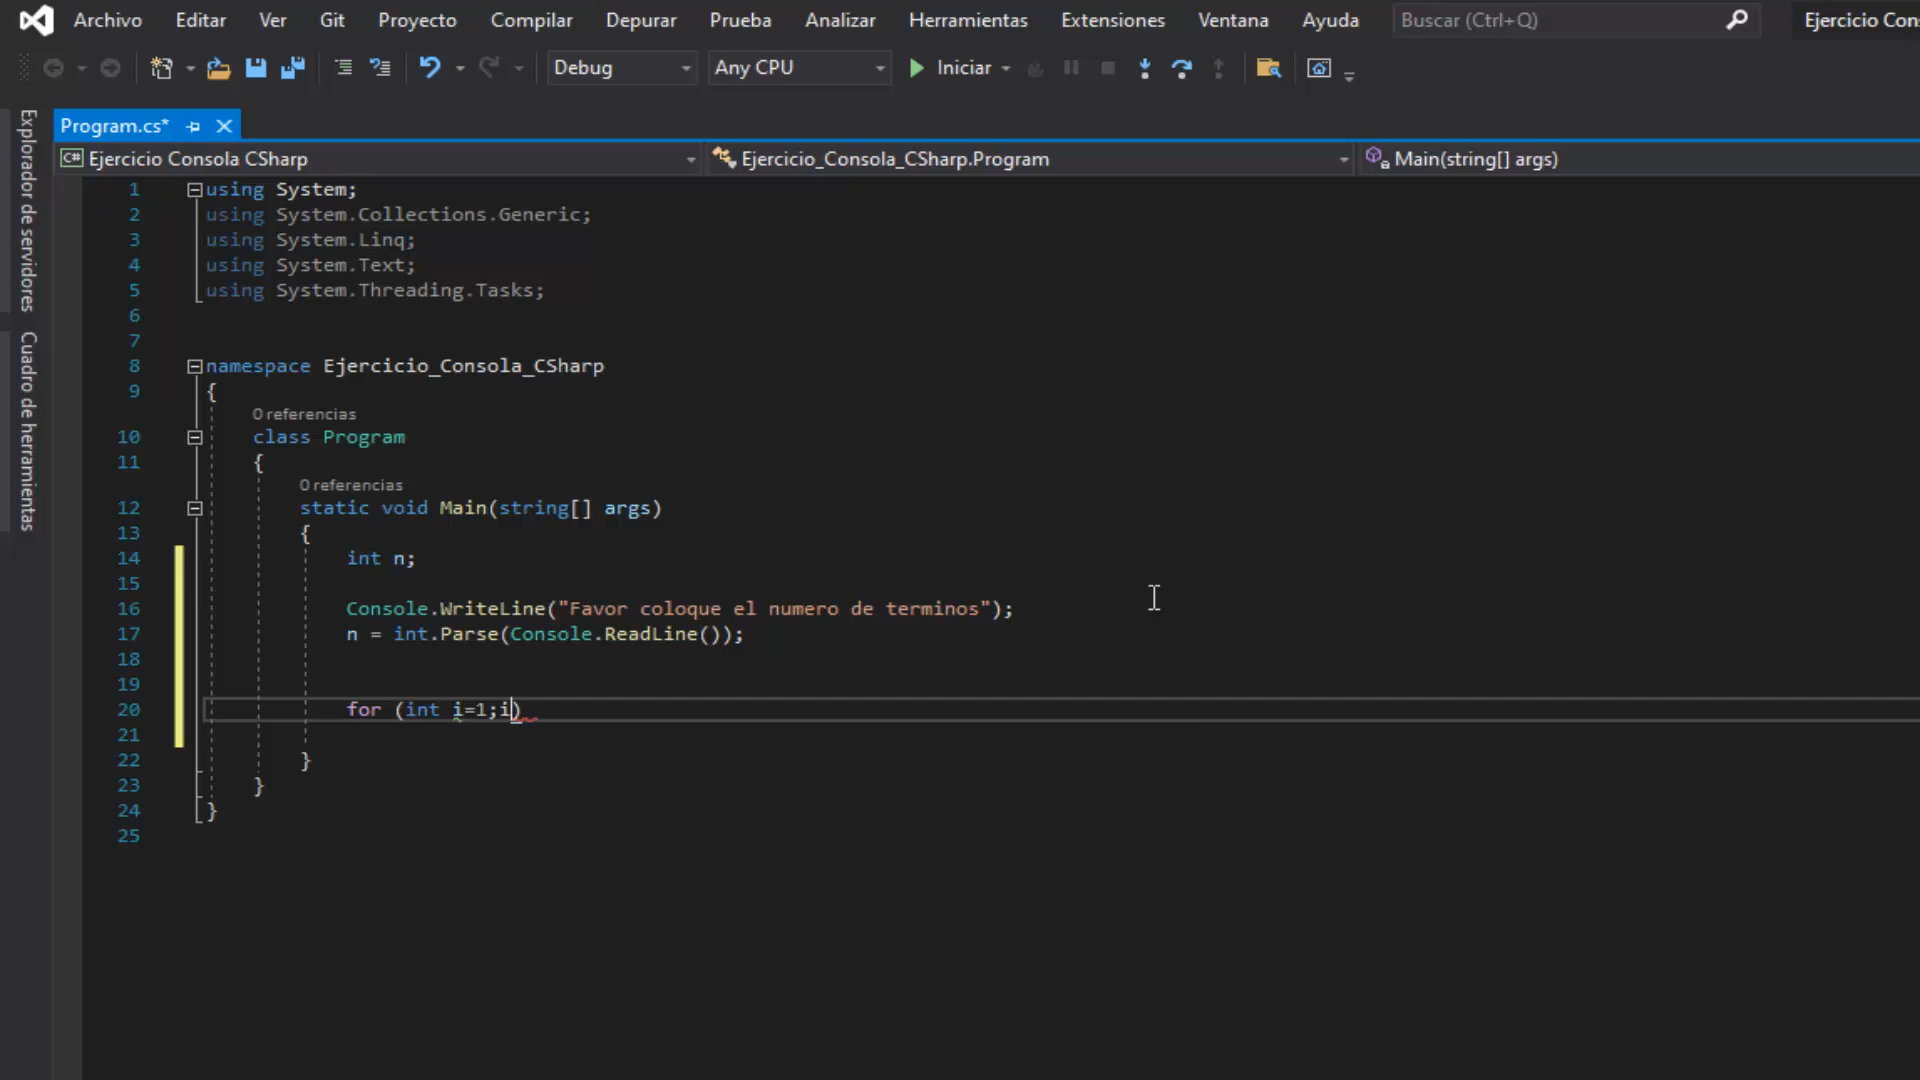 Archivo Editar Ver Git Proyecto Compilar Depurar Prueba Analizar Herramientas Extensiones Ventana Ayuda Buscar (Ctrl+Q) Ejercicio Con
Debug Any CPU Iniciar
Explorador de servidores
Cuadro de herramientas
Program.cs*
C# Ejercicio Consola CSharp Ejercicio_Consola_CSharp.Program Main(string[] args)
1 using System;
2 using System.Collections.Generic;
3 using System.Linq;
4 using System.Text;
5 using System.Threading.Tasks;
6
7
8 namespace Ejercicio_Consola_CSharp
9 {
0 referencias
10 class Program
11 {
0 referencias
12 static void Main(string[] args)
13 {
14 int n;
15
16 Console.WriteLine("Favor coloque el numero de terminos");
17 n = int.Parse(Console.ReadLine());
18
19
20 for (int i=1;i)
21
22 }
23 }
24 }
25